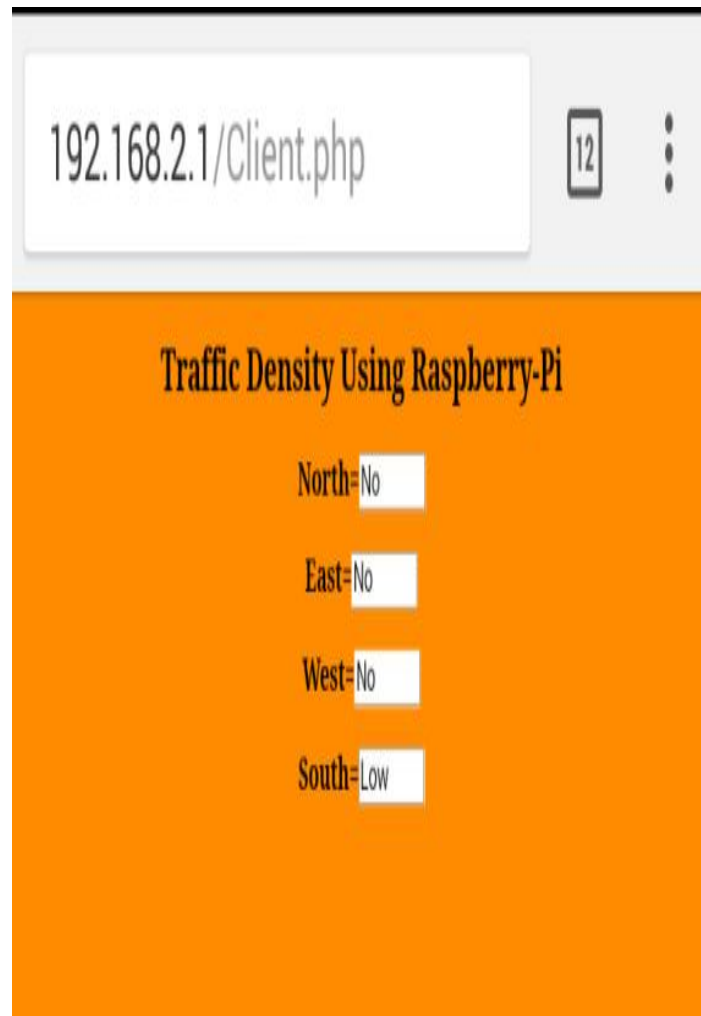 192.168.2.1/Client.php 12
Traffic Density Using Raspberry-Pi
North=No
East=No
West=No
South=Low